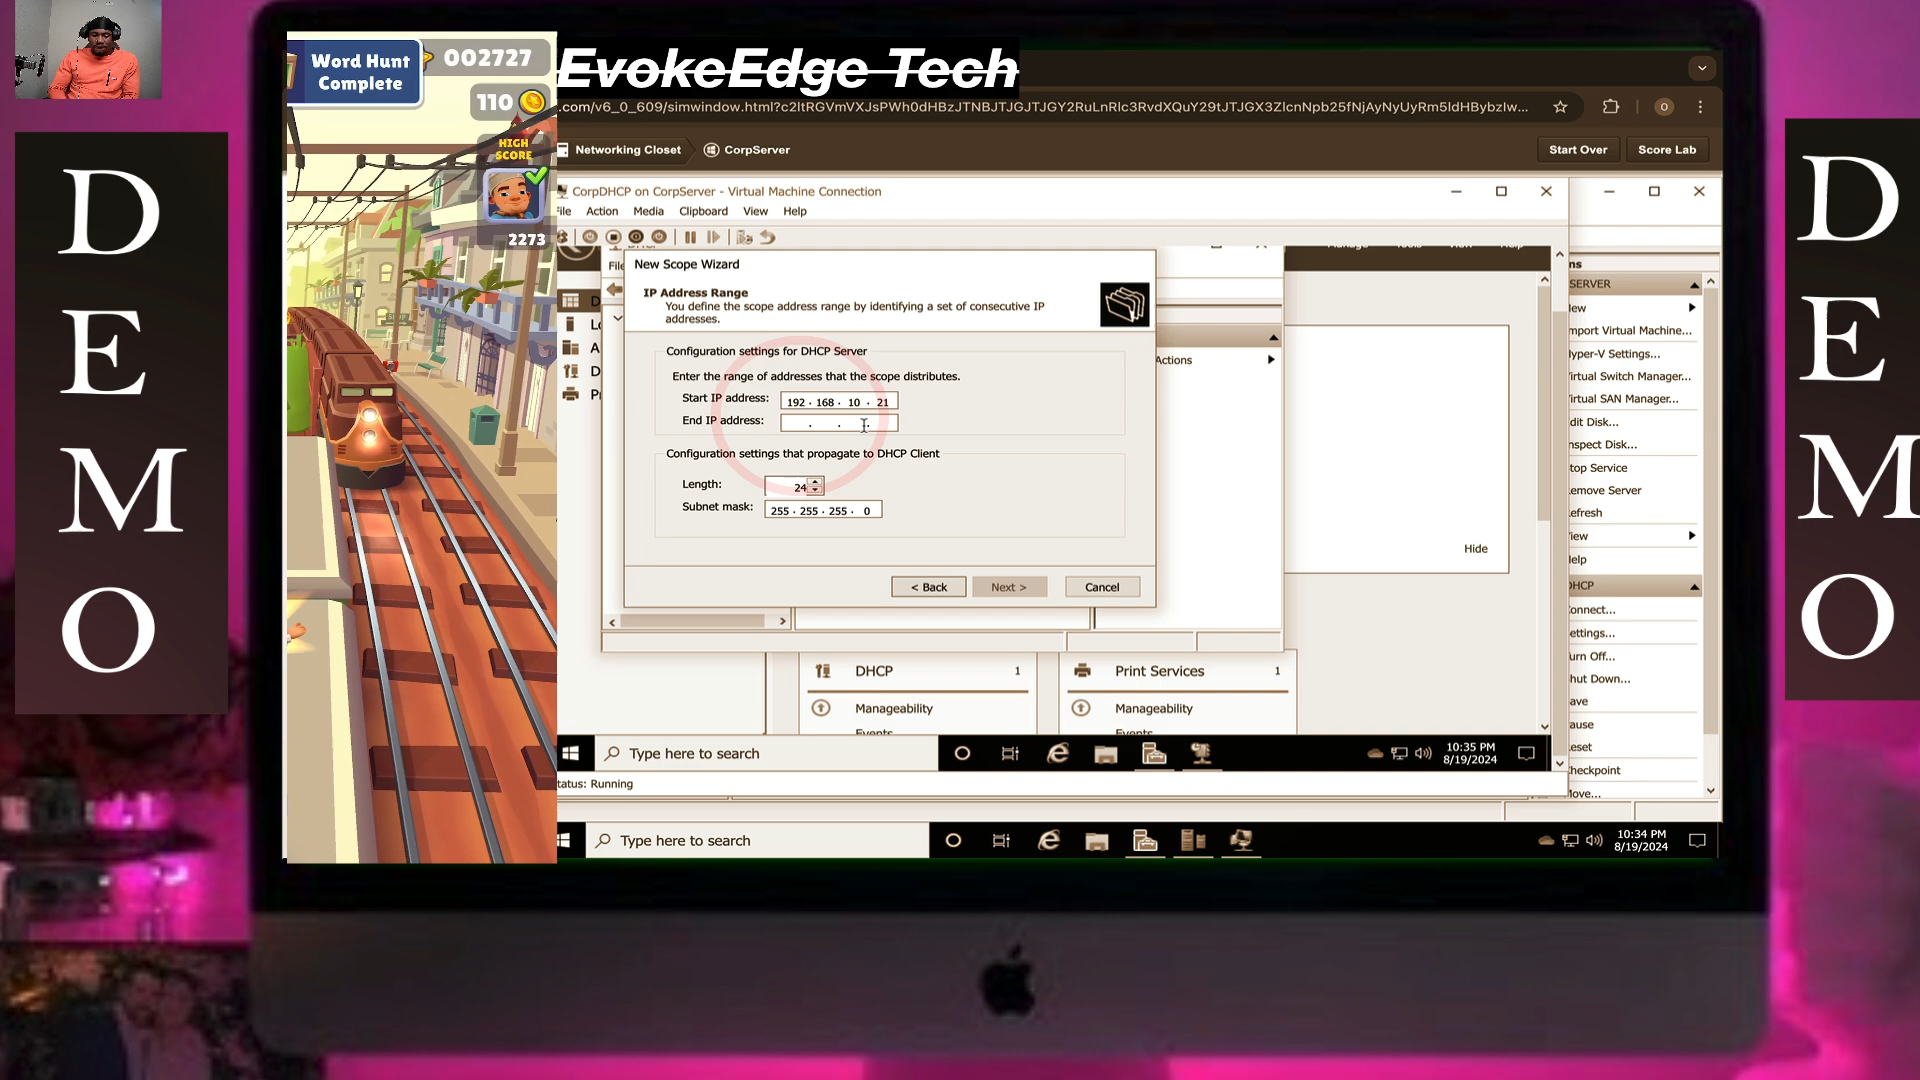 Word Hunt
Complete
002727
110
HIGH
SCORE
2273
EvokeEdge Tech
.com/v6_0_609/simwindow.html?c2ltRGVmVXJsPWh0dHBzJTNBJTJGJTJGY2RuLnRlc3RvdXQuY29tJTJGX3ZlcnNpb25fNjAyNyUyRm5ldHBybzIw...
O
Networking Closet
CorpServer
Start Over
Score Lab
CorpDHCP on CorpServer - Virtual Machine Connection
Action
Media
Clipboard
View
Help
New Scope Wizard
IP Address Range
You define the scope address range by identifying a set of consecutive IP
addresses.
Configuration settings for DHCP Server
Enter the range of addresses that the scope distributes.
Start IP address:
192 . 168 . 10 . 21
End IP address:
. . .
Configuration settings that propagate to DHCP Client
Length:
24
Subnet mask:
255 . 255 . 255 . 0
< Back
Next >
Cancel
Actions
Hide
DHCP
1
Manageability
Events
Print Services
1
Manageability
Events
Type here to search
10:35 PM
8/19/2024
tatus: Running
Type here to search
10:34 PM
8/19/2024
ns
SERVER
ew
mport Virtual Machine...
yper-V Settings...
irtual Switch Manager...
irtual SAN Manager...
dit Disk...
nspect Disk...
top Service
emove Server
efresh
iew
elp
DHCP
onnect...
ettings...
urn Off...
hut Down...
ave
ause
eset
heckpoint
ove...
D
E
M
O
D
E
M
O